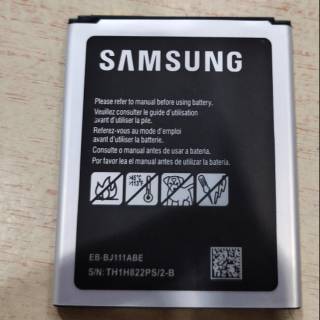 SAMSUNG
Please refer to manual before using battery.
Veuillez consulter le guide d'utilisation
avant d'utiliser la pile.
Référez-vous au mode d'emploi
avant d'utiliser la batterie.
Consulte o manual antes de usar a bateria.
Por favor lea el manual antes de utilizar la batería.
EB-BJ111ABE
S/N: TH1H822PS/2-B